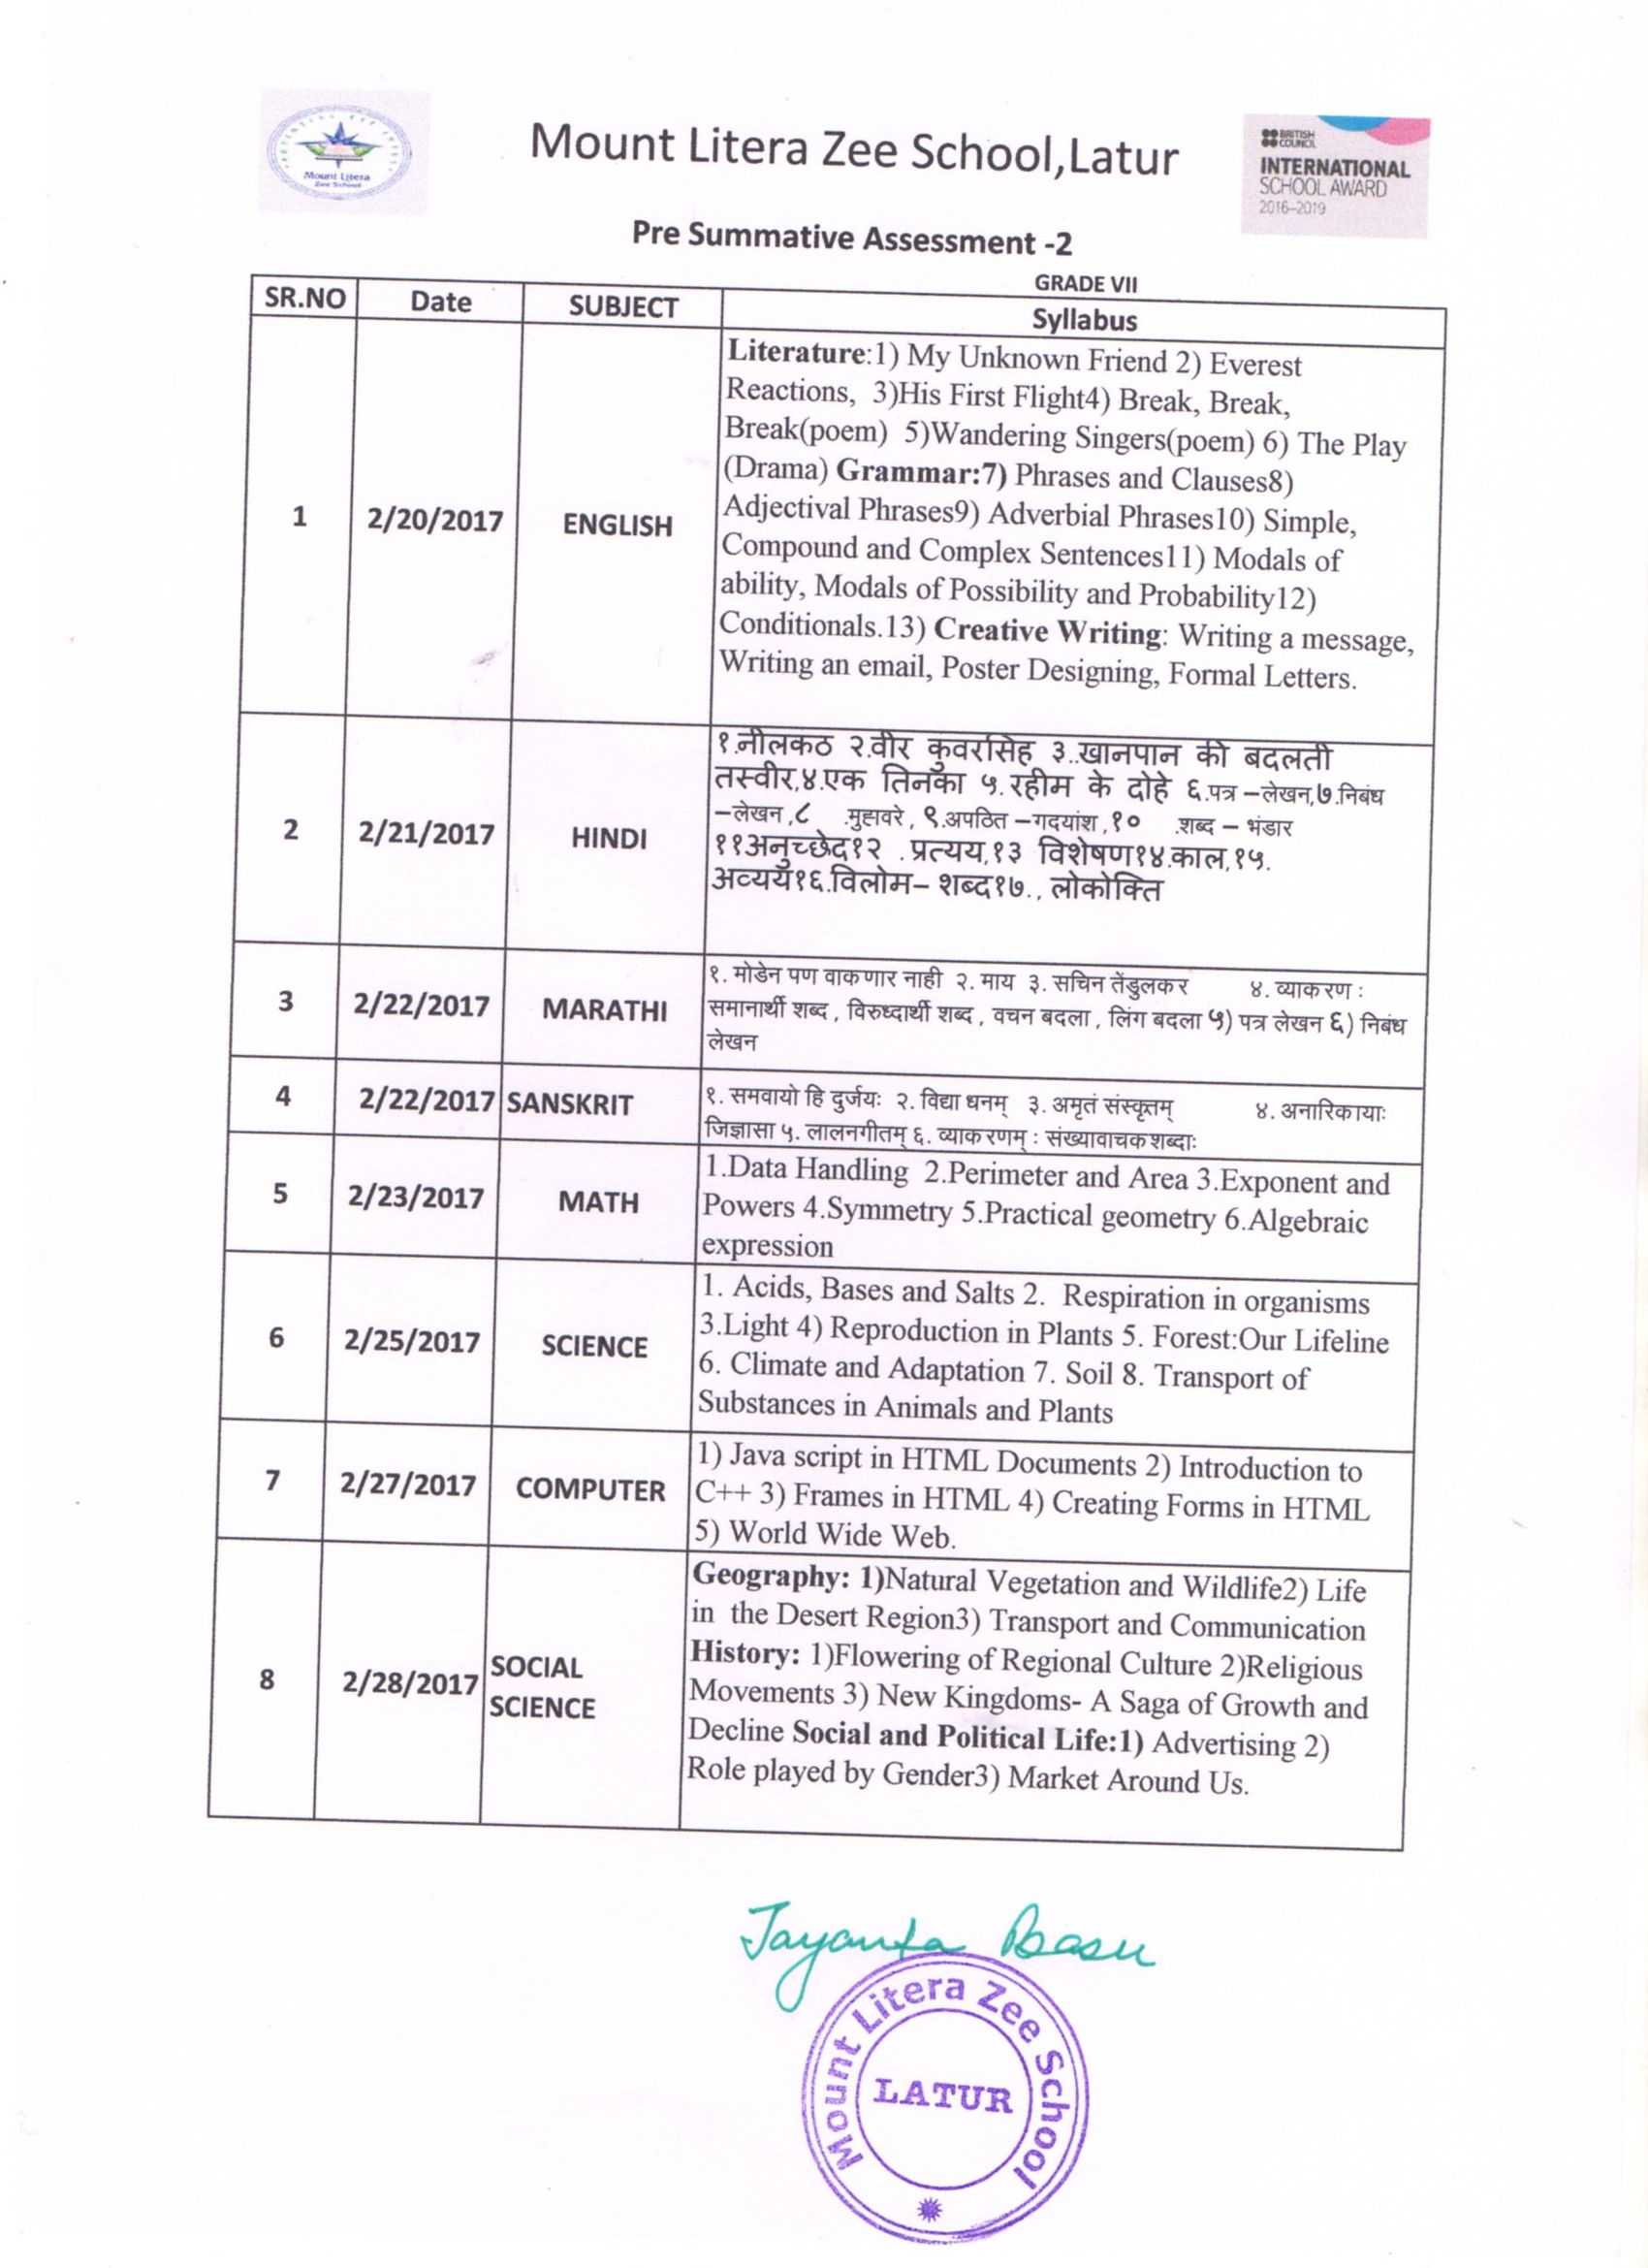 Mount Litera
Zee School
Mount Litera Zee School,Latur
BRITISH
COUNCIL
INTERNATIONAL
SCHOOL AWARD
2016–2019
Pre Summative Assessment -2
GRADE VII
SR.NO Date SUBJECT Syllabus
1 2/20/2017 ENGLISH
Literature:1) My Unknown Friend 2) Everest
Reactions, 3)His First Flight4) Break, Break,
Break(poem) 5)Wandering Singers(poem) 6) The Play
(Drama) Grammar:7) Phrases and Clauses8)
Adjectival Phrases9) Adverbial Phrases10) Simple,
Compound and Complex Sentences11) Modals of
ability, Modals of Possibility and Probability12)
Conditionals.13) Creative Writing: Writing a message,
Writing an email, Poster Designing, Formal Letters.
2 2/21/2017 HINDI
१.नीलकठ २.वीर कुवरसिह ३..खानपान की बदलती
तस्वीर,४.एक तिनका ५.रहीम के दोहे ६.पत्र –लेखन,७.निबंध
–लेखन,८ .मुहावरे, ९.अपठित –गदयांश,१० .शब्द – भंडार
११अनुच्छेद१२ .प्रत्यय,१३ विशेषण१४.काल,१५.
अव्यय१६.विलोम– शब्द१७., लोकोक्ति
3 2/22/2017 MARATHI
१. मोडेन पण वाकणार नाही २. माय ३. सचिन तेंडुलकर ४. व्याकरण :
समानार्थी शब्द , विरुध्दार्थी शब्द , वचन बदला , लिंग बदला ५) पत्र लेखन ६) निबंध
लेखन
4 2/22/2017 SANSKRIT
१. समवायो हि दुर्जयः २. विद्या धनम् ३. अमृतं संस्कृतम् ४. अनारिकायाः
जिज्ञासा ५. लालनगीतम् ६. व्याकरणम् : संख्यावाचक शब्दाः
5 2/23/2017 MATH
1.Data Handling 2.Perimeter and Area 3.Exponent and
Powers 4.Symmetry 5.Practical geometry 6.Algebraic
expression
6 2/25/2017 SCIENCE
1. Acids, Bases and Salts 2. Respiration in organisms
3.Light 4) Reproduction in Plants 5. Forest:Our Lifeline
6. Climate and Adaptation 7. Soil 8. Transport of
Substances in Animals and Plants
7 2/27/2017 COMPUTER
1) Java script in HTML Documents 2) Introduction to
C++ 3) Frames in HTML 4) Creating Forms in HTML
5) World Wide Web.
8 2/28/2017 SOCIAL
SCIENCE
Geography: 1)Natural Vegetation and Wildlife2) Life
in the Desert Region3) Transport and Communication
History: 1)Flowering of Regional Culture 2)Religious
Movements 3) New Kingdoms- A Saga of Growth and
Decline Social and Political Life:1) Advertising 2)
Role played by Gender3) Market Around Us.
Jayanta Basu
Mount Litera Zee School
LATUR